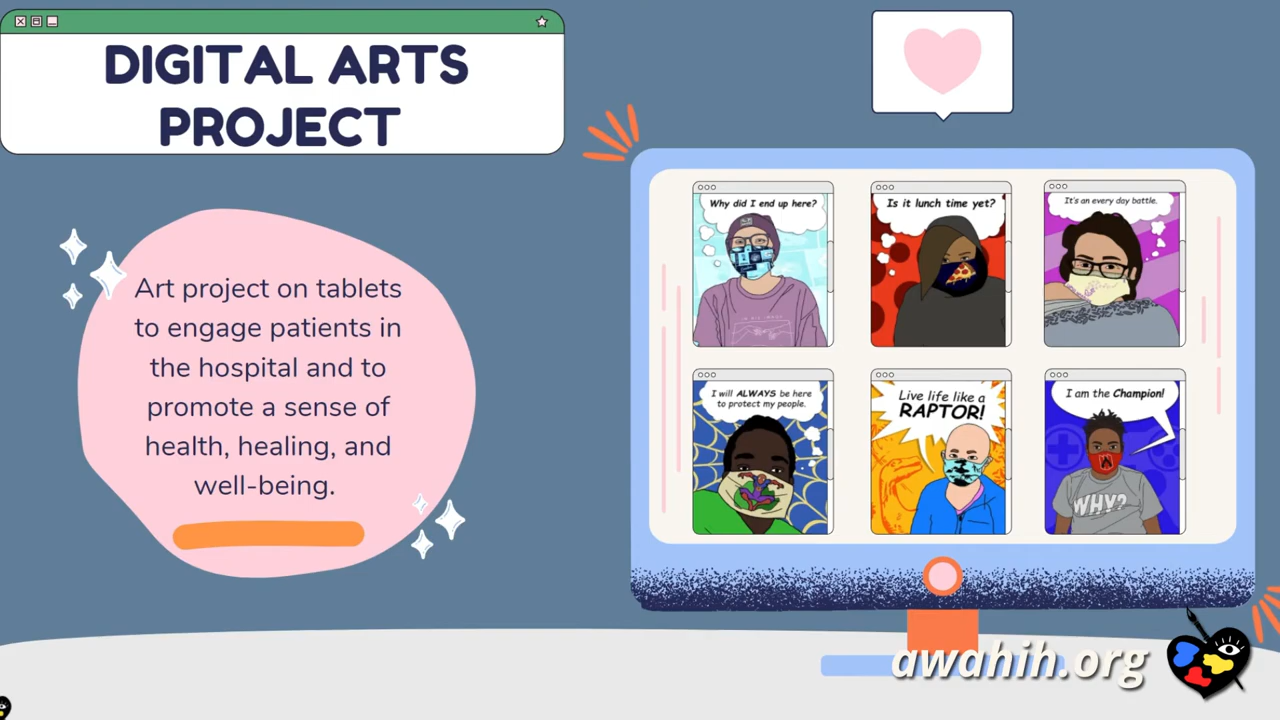 DIGITAL ARTS
PROJECT
Art project on tablets
to engage patients in
the hospital and to
promote a sense of
health, healing, and
well-being.
Why did I end up here?
Is it lunch time yet?
It's an every day battle.
I will ALWAYS be here
to protect my people.
Live life like a
RAPTOR!
I am the Champion!
WHY?
awahih.org